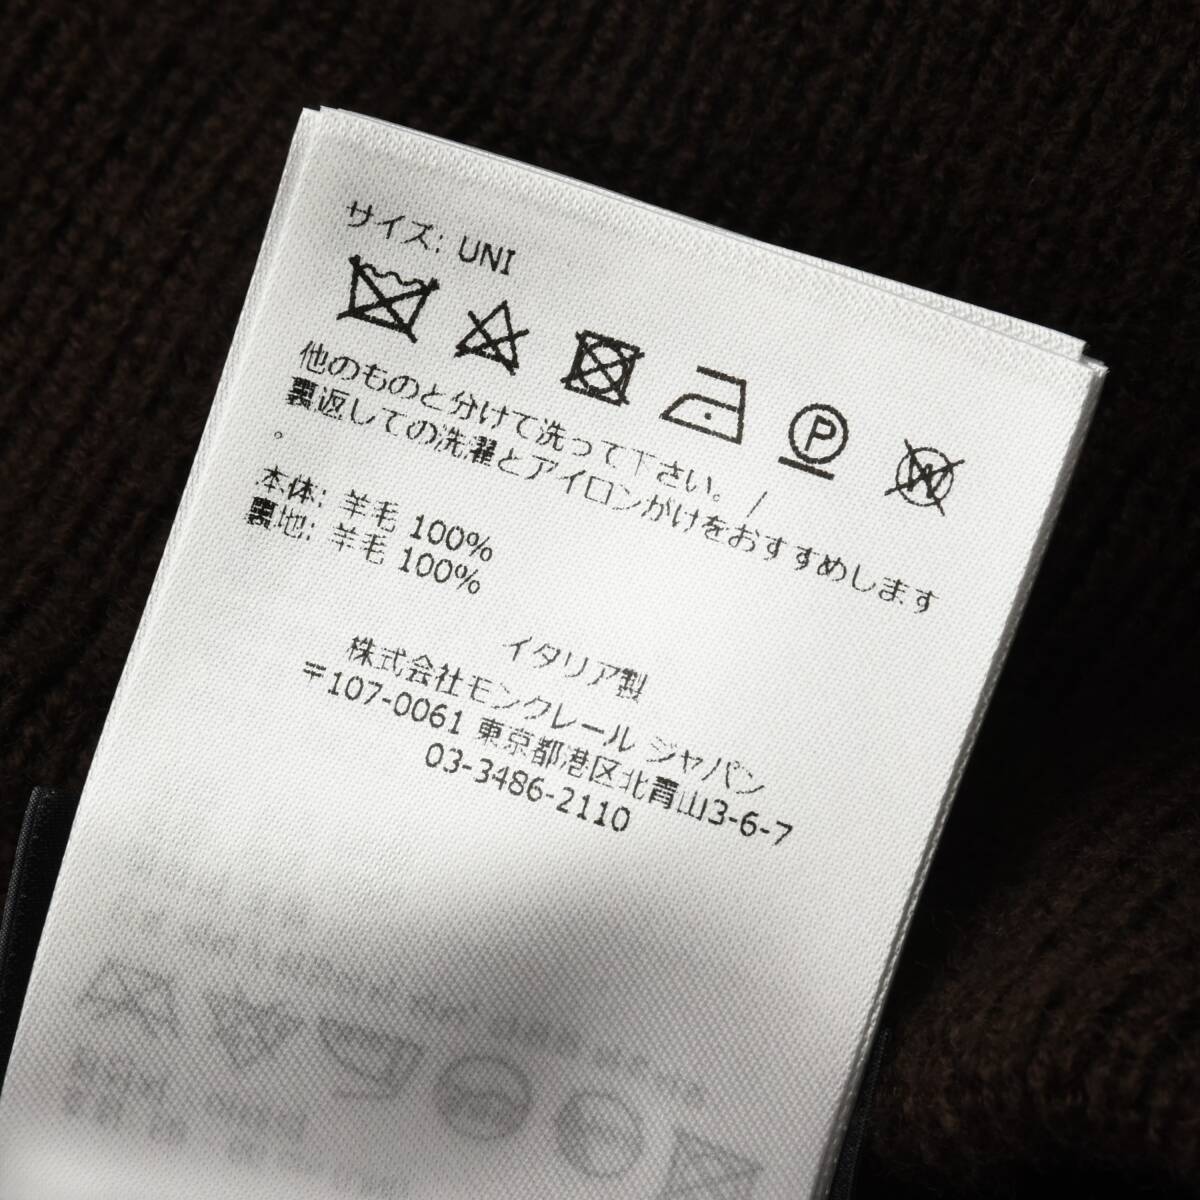 サイズ: UNI
他のものと分けて洗って下さい。 /
裏返しての洗濯とアイロンがけをおすすめします
。
本体: 羊毛 100%
裏地: 羊毛 100%
イタリア製
株式会社モンクレール ジャパン
〒107-0061 東京都港区北青山3-6-7
03-3486-2110